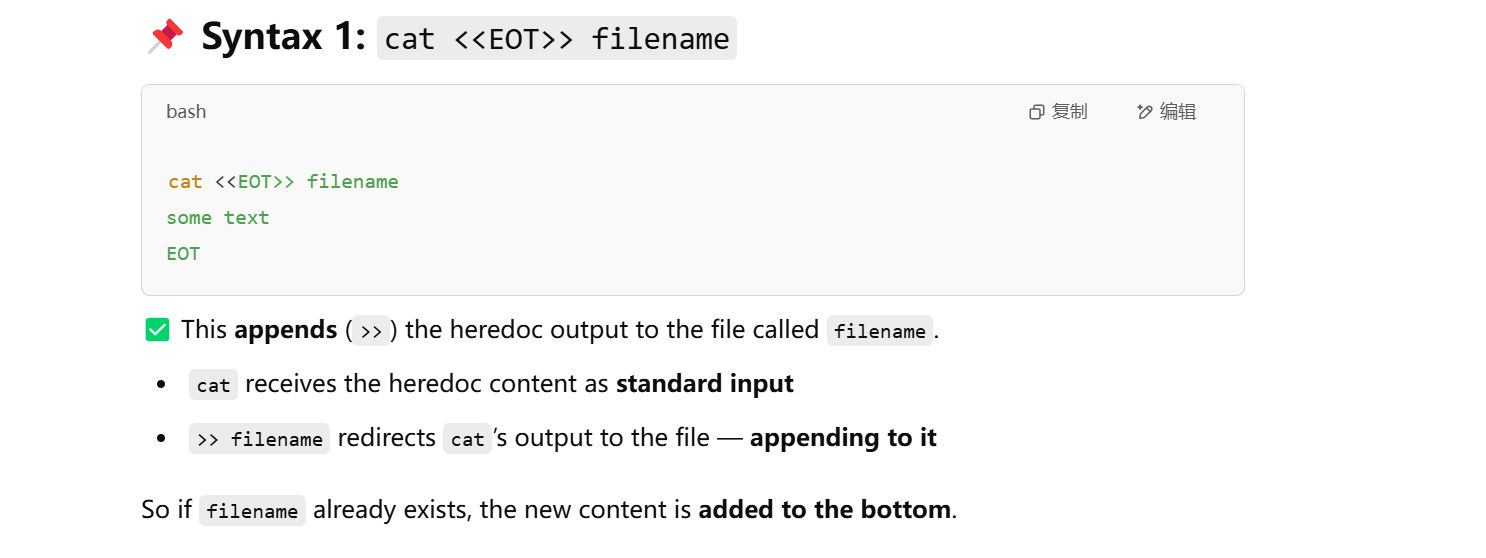 📌 Syntax 1: cat <<EOT>> filename
bash
复制 编辑
cat <<EOT>> filename
some text
EOT
✅ This appends (>>) the heredoc output to the file called filename.
• cat receives the heredoc content as standard input
• >> filename redirects cat’s output to the file — appending to it
So if filename already exists, the new content is added to the bottom.